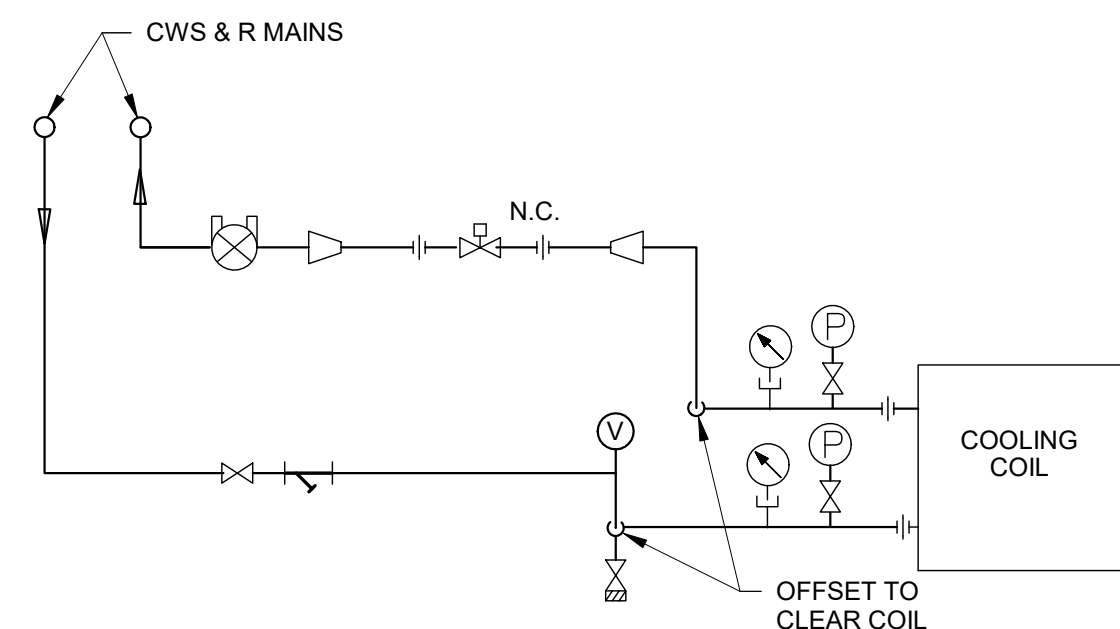 CWS & R MAINS
N.C.
P
V
P
COOLING
COIL
OFFSET TO
CLEAR COIL